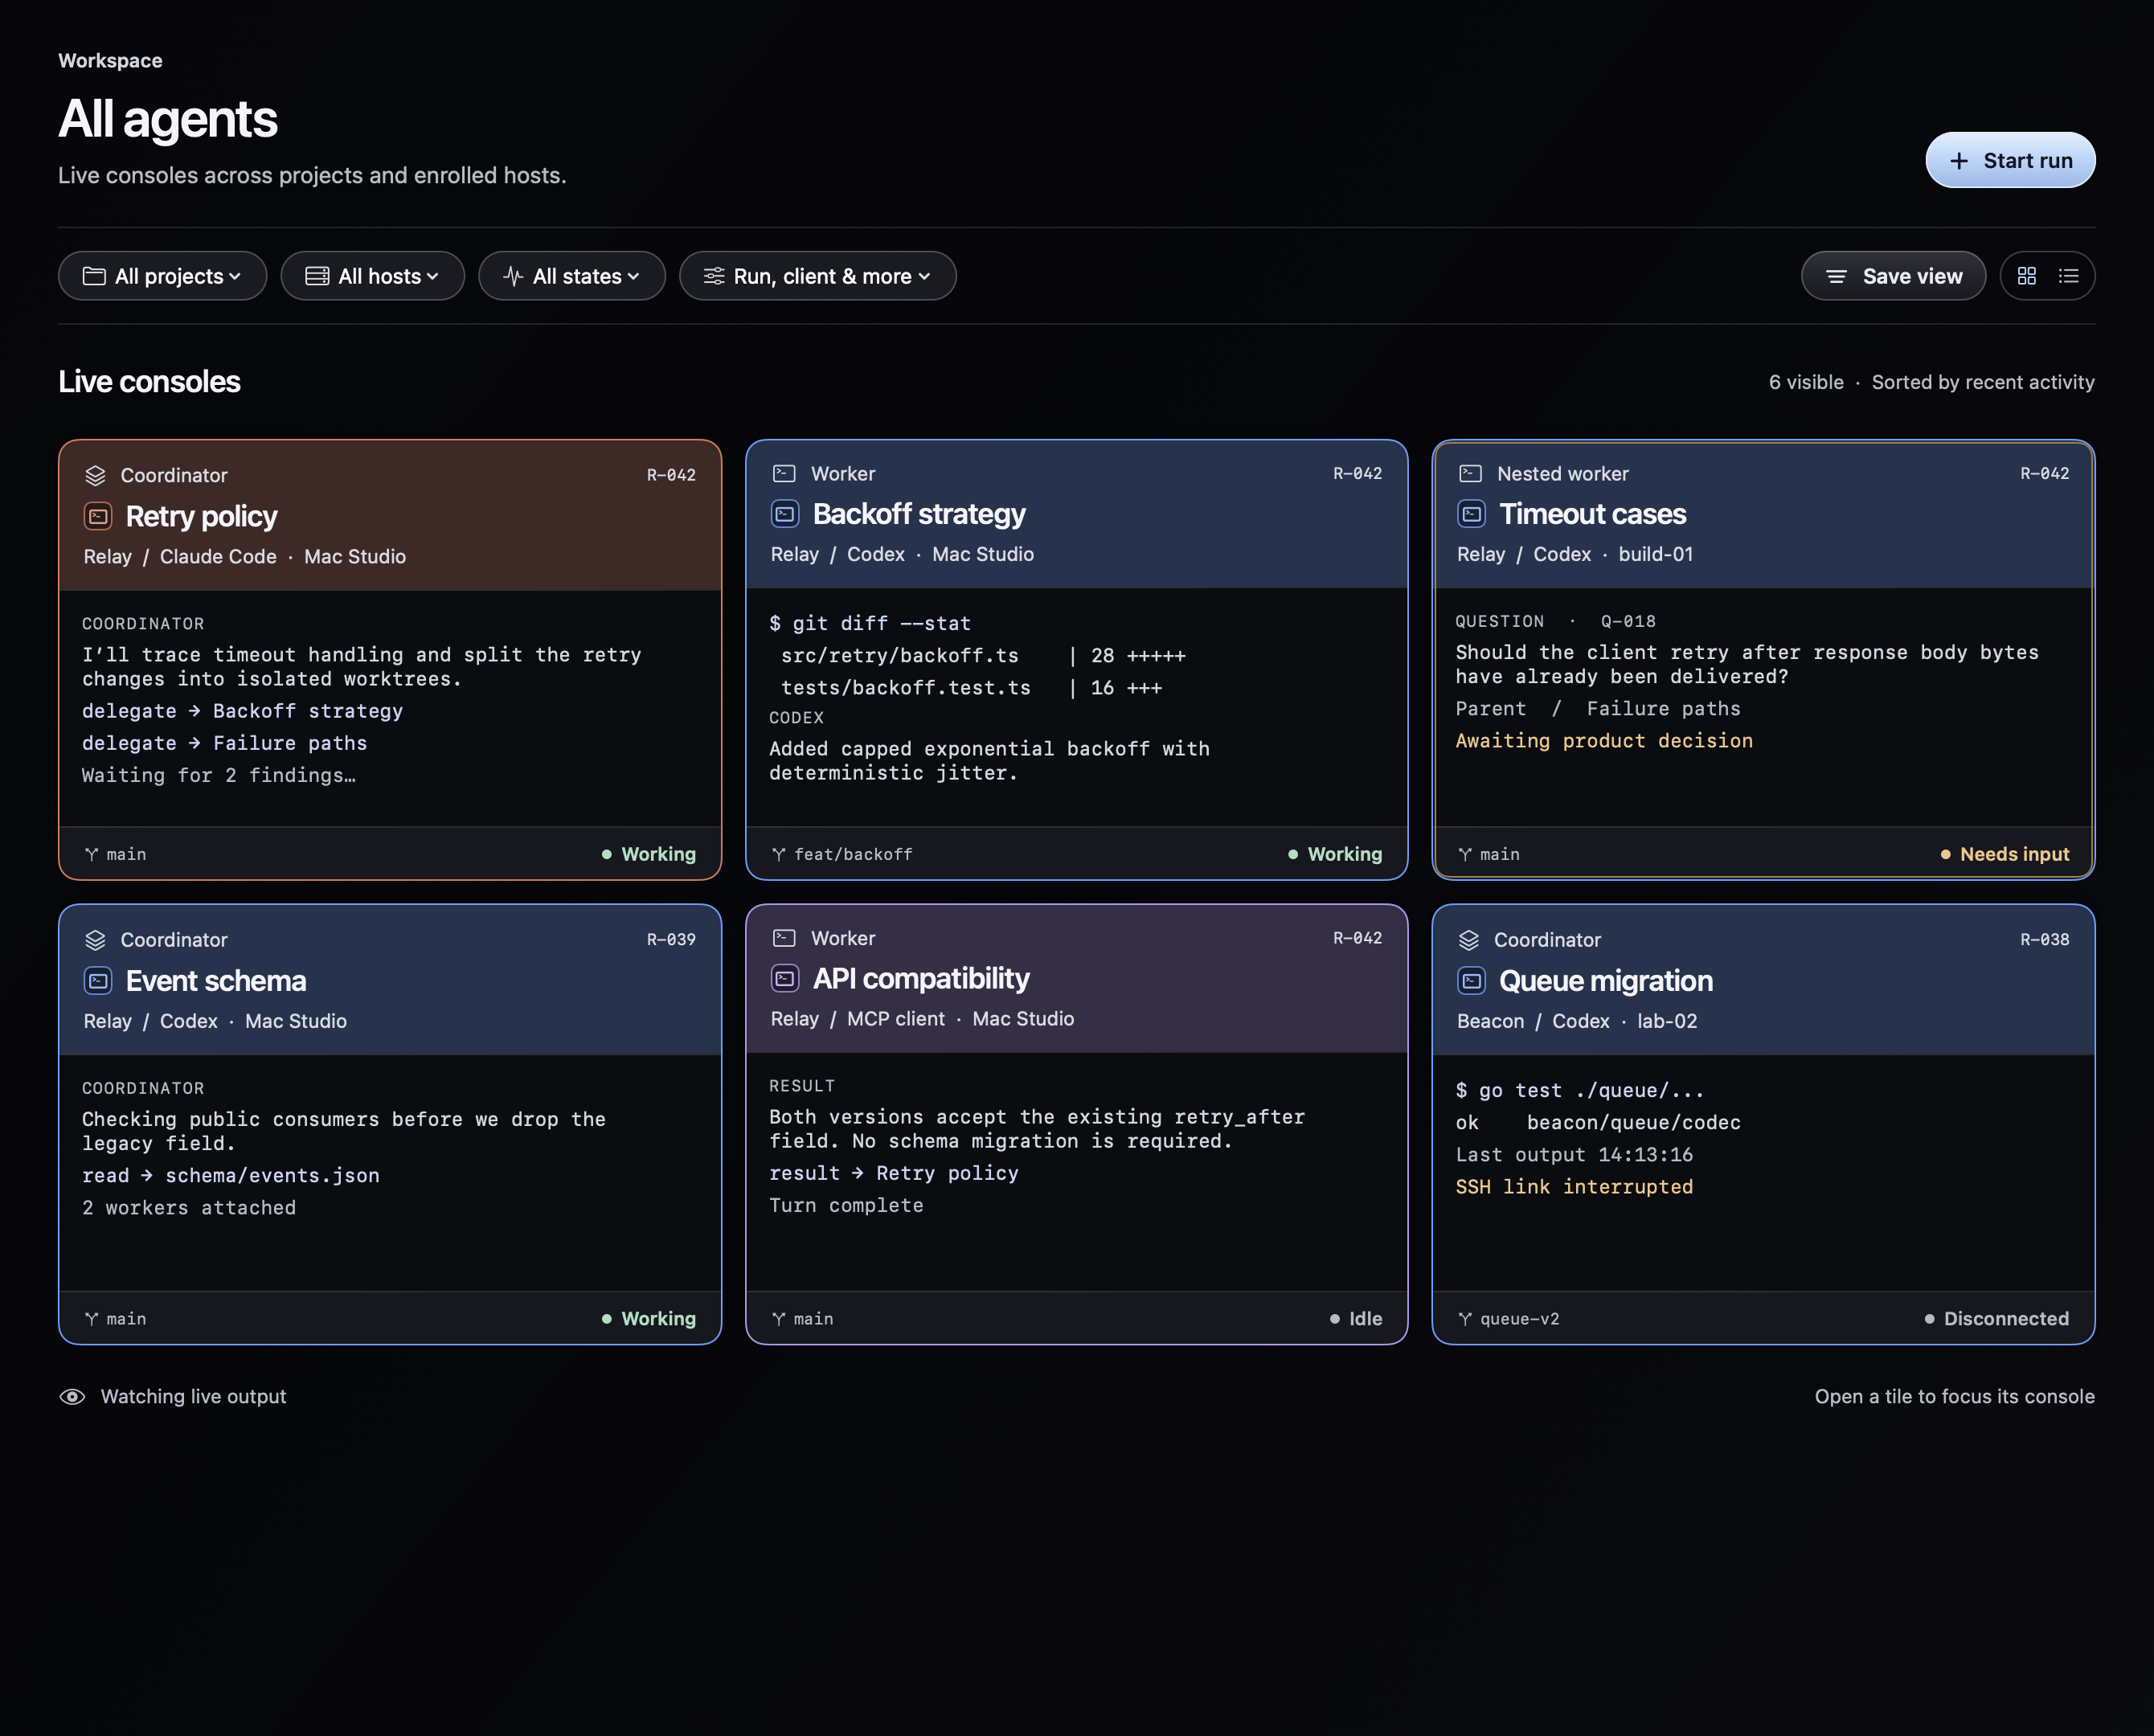 Workspace
All agents
Live consoles across projects and enrolled hosts.
Start run
All projects
All hosts
All states
Run, client & more
Save view
Live consoles
6 visible · Sorted by recent activity
Coordinator
R-042
Retry policy
Relay / Claude Code · Mac Studio
COORDINATOR
I’ll trace timeout handling and split the retry
changes into isolated worktrees.
delegate → Backoff strategy
delegate → Failure paths
Waiting for 2 findings…
main
Working
Worker
R-042
Backoff strategy
Relay / Codex · Mac Studio
$ git diff --stat
src/retry/backoff.ts | 28 +++++
tests/backoff.test.ts | 16 +++
CODEX
Added capped exponential backoff with
deterministic jitter.
feat/backoff
Working
Nested worker
R-042
Timeout cases
Relay / Codex · build-01
QUESTION · Q-018
Should the client retry after response body bytes
have already been delivered?
Parent / Failure paths
Awaiting product decision
main
Needs input
Coordinator
R-039
Event schema
Relay / Codex · Mac Studio
COORDINATOR
Checking public consumers before we drop the
legacy field.
read → schema/events.json
2 workers attached
main
Working
Worker
R-042
API compatibility
Relay / MCP client · Mac Studio
RESULT
Both versions accept the existing retry_after
field. No schema migration is required.
result → Retry policy
Turn complete
main
Idle
Coordinator
R-038
Queue migration
Beacon / Codex · lab-02
$ go test ./queue/...
ok beacon/queue/codec
Last output 14:13:16
SSH link interrupted
queue-v2
Disconnected
Watching live output
Open a tile to focus its console